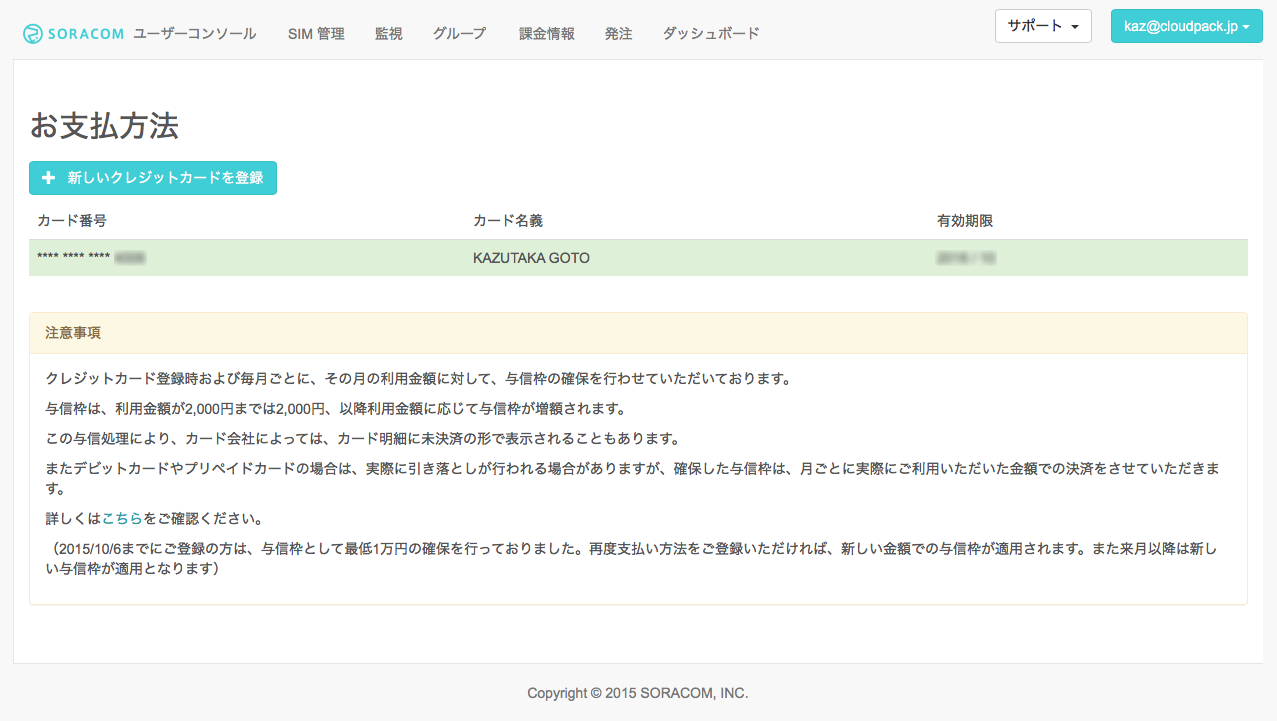 SORACOM ユーザーコンソール SIM 管理 監視 グループ 課金情報 発注 ダッシュボード サポート kaz@cloudpack.jp
お支払方法
新しいクレジットカードを登録
カード番号 カード名義 有効期限
**** **** **** KAZUTAKA GOTO
注意事項
クレジットカード登録時および毎月ごとに、その月の利用金額に対して、与信枠の確保を行わせていただいております。
与信枠は、利用金額が2,000円までは2,000円、以降利用金額に応じて与信枠が増額されます。
この与信処理により、カード会社によっては、カード明細に未決済の形で表示されることもあります。
またデビットカードやプリペイドカードの場合は、実際に引き落としが行われる場合がありますが、確保した与信枠は、月ごとに実際にご利用いただいた金額での決済をさせていただきま
す。
詳しくはこちらをご確認ください。
（2015/10/6までにご登録の方は、与信枠として最低1万円の確保を行っておりました。再度支払い方法をご登録いただければ、新しい金額での与信枠が適用されます。また来月以降は新し
い与信枠が適用となります）
Copyright © 2015 SORACOM, INC.